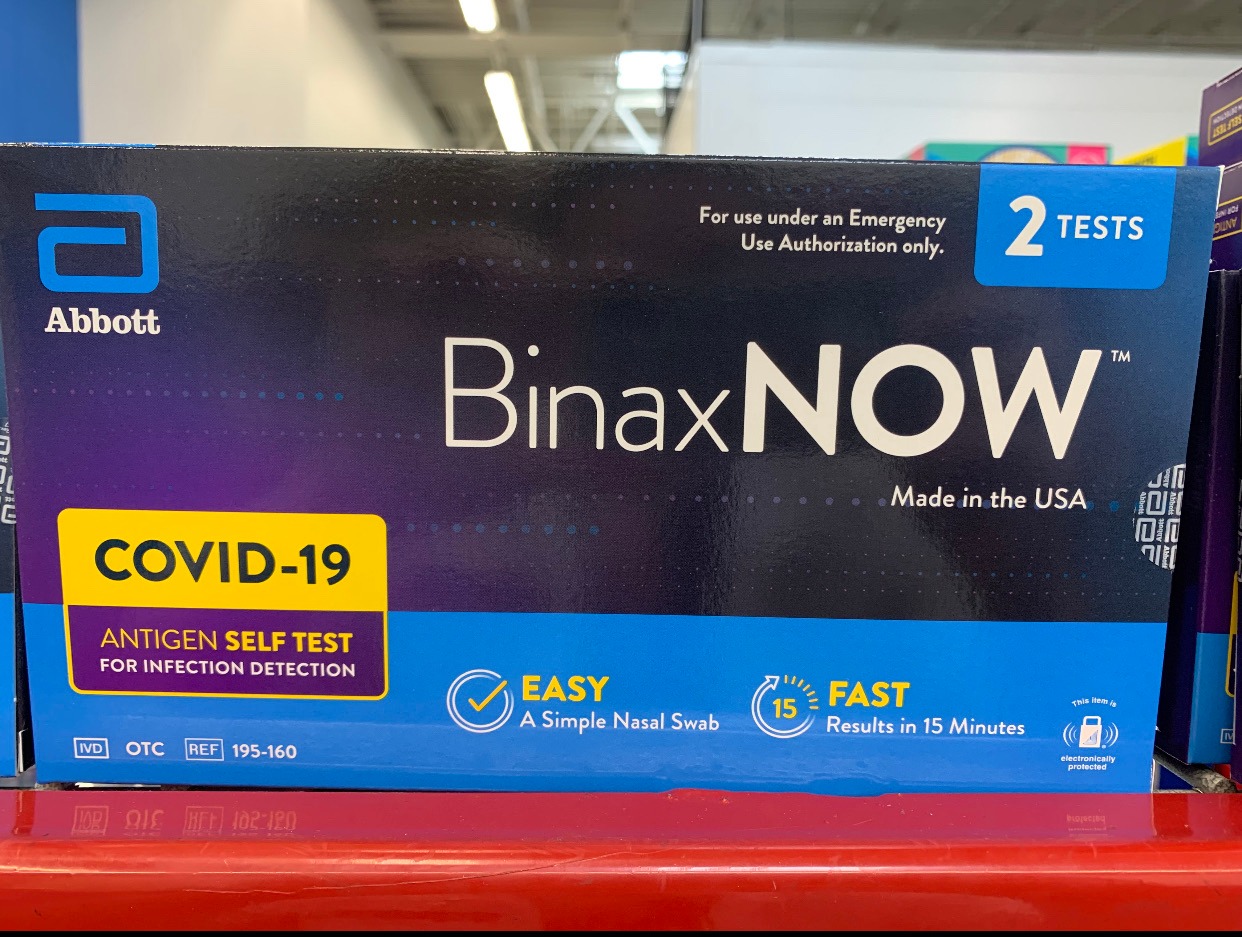 Abbott
For use under an Emergency
Use Authorization only.
2 TESTS
BinaxNOW™
Made in the USA
COVID-19
ANTIGEN SELF TEST
FOR INFECTION DETECTION
EASY
A Simple Nasal Swab
15
FAST
Results in 15 Minutes
IVD OTC REF 195-160
This item is
electronically
protected
SELF TEST